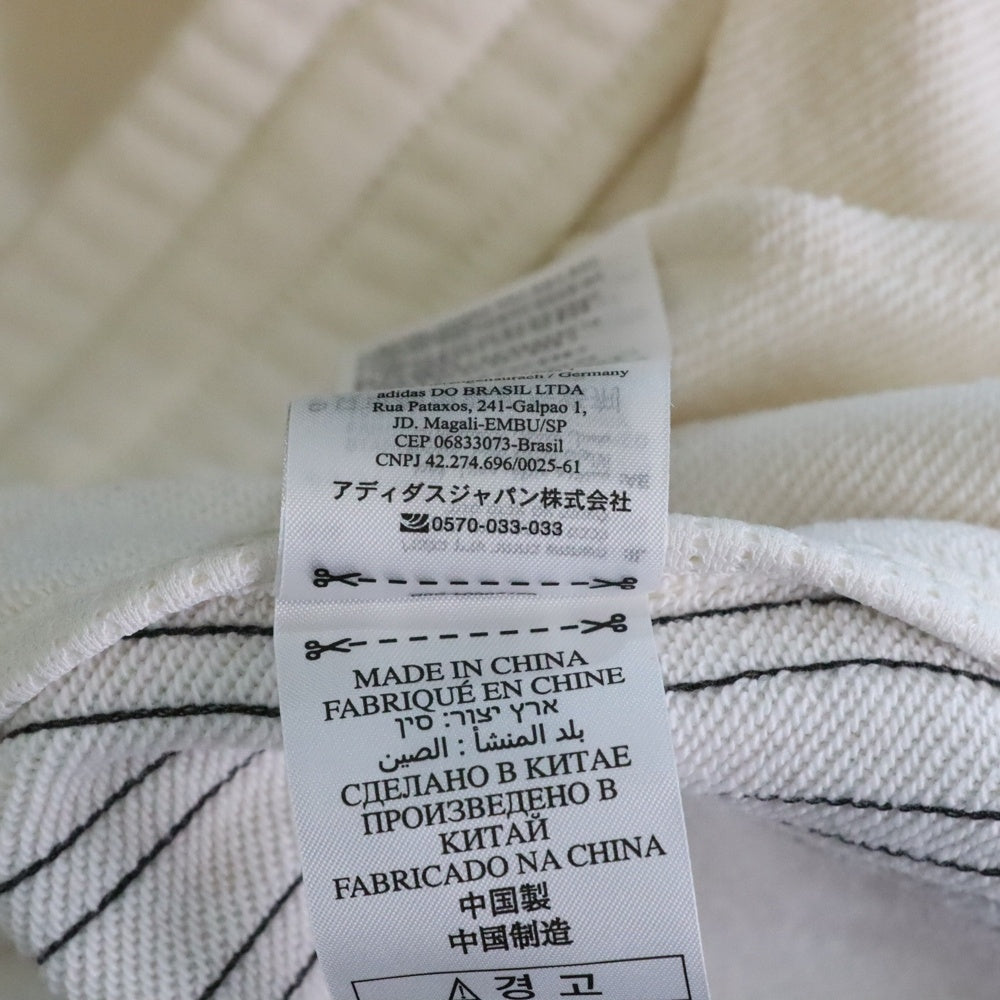 Herzogenaurach / Germany
adidas DO BRASIL LTDA
Rua Pataxos, 241-Galpao 1,
JD. Magali-EMBU/SP
CEP 06833073-Brasil
CNPJ 42.274.696/0025-61
アディダスジャパン株式会社
0570-033-033
MADE IN CHINA
FABRIQUÉ EN CHINE
ארץ יצור: סין
بلد المنشأ : الصين
СДЕЛАНО В КИТАЕ
ПРОИЗВЕДЕНО В
КИТАЙ
FABRICADO NA CHINA
中国製
中国制造
경 고